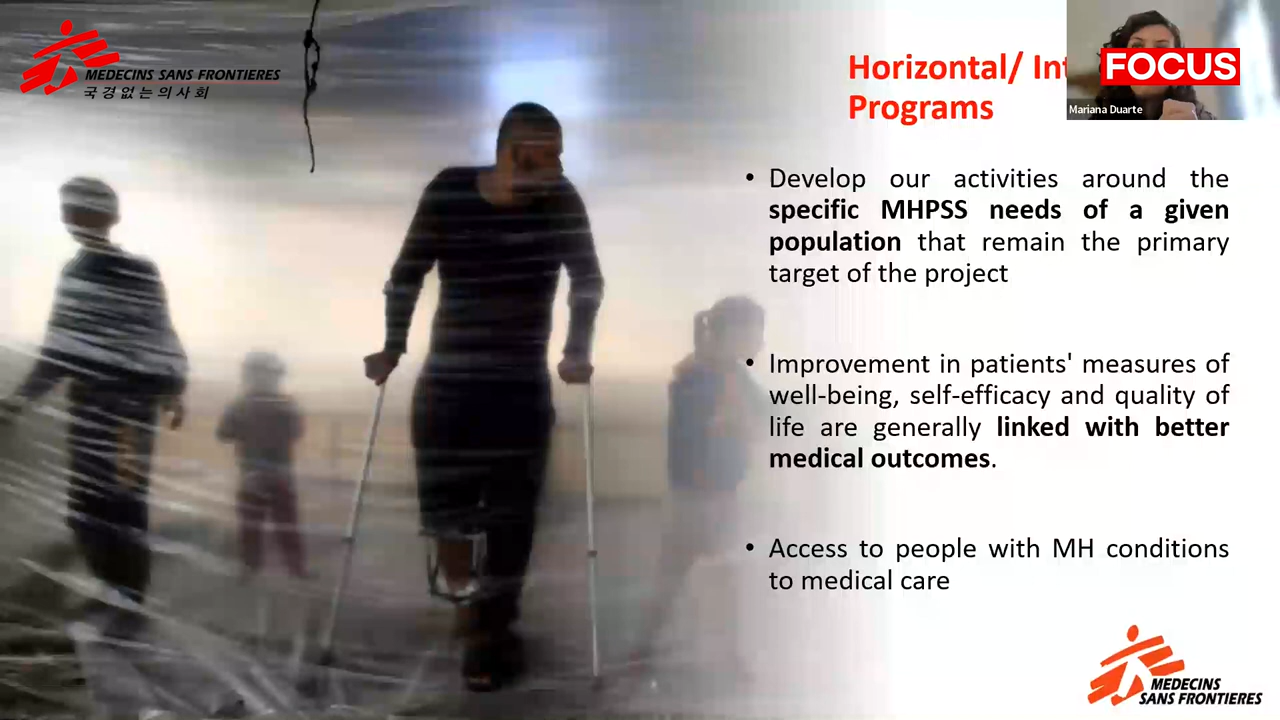 MEDECINS SANS FRONTIERES
국경없는의사회
Horizontal/ Int
Programs
FOCUS
Mariana Duarte
• Develop our activities around the
specific MHPSS needs of a given
population that remain the primary
target of the project
• Improvement in patients' measures of
well-being, self-efficacy and quality of
life are generally linked with better
medical outcomes.
• Access to people with MH conditions
to medical care
MEDECINS
SANS FRONTIERES